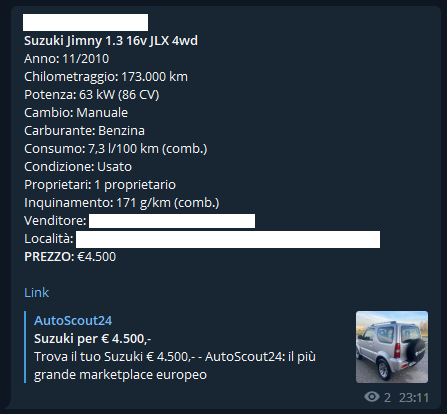 Suzuki Jimny 1.3 16v JLX 4wd
Anno: 11/2010
Chilometraggio: 173.000 km
Potenza: 63 kW (86 CV)
Cambio: Manuale
Carburante: Benzina
Consumo: 7,3 l/100 km (comb.)
Condizione: Usato
Proprietari: 1 proprietario
Inquinamento: 171 g/km (comb.)
Venditore:
Località:
PREZZO: €4.500
Link
AutoScout24
Suzuki per € 4.500,-
Trova il tuo Suzuki € 4.500,- - AutoScout24: il più
grande marketplace europeo
2 23:11